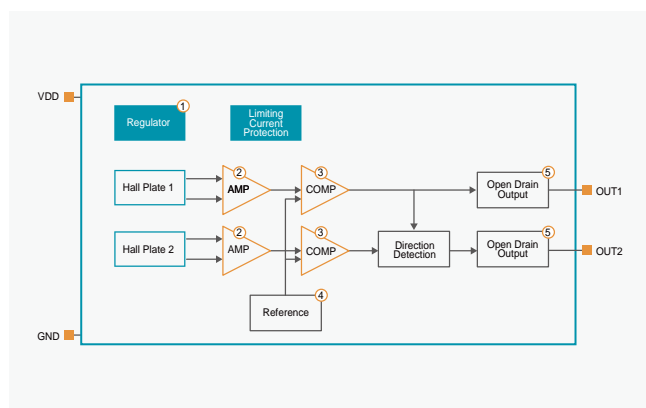 VDD
1
Regulator
Limiting
Current
Protection
2
3
5
Hall Plate 1
AMP
COMP
Open Drain
Output
OUT1
2
3
5
Hall Plate 2
AMP
COMP
Direction
Detection
Open Drain
Output
OUT2
4
Reference
GND